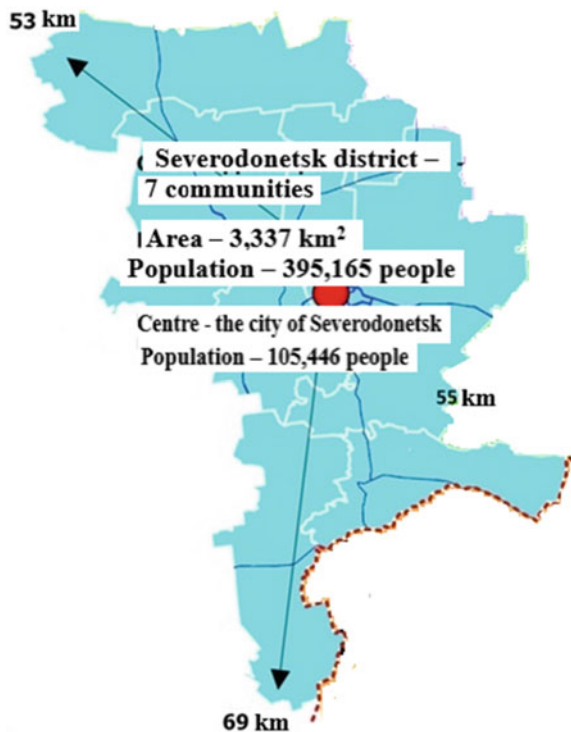 53 km
Severodonetsk district –
7 communities
Area – 3,337 km²
Population – 395,165 people
Centre - the city of Severodonetsk
Population – 105,446 people
55 km
69 km